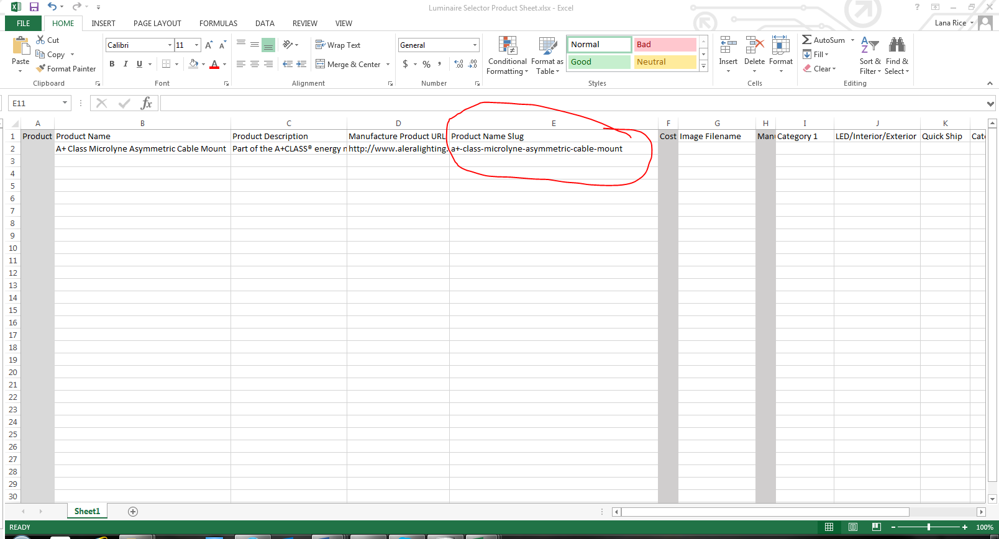 Luminaire Selector Product Sheet.xlsx - Excel
FILE HOME INSERT PAGE LAYOUT FORMULAS DATA REVIEW VIEW Lana Rice
Paste Cut
Copy
Format Painter
Clipboard
Calibri 11
B I U
Font
Wrap Text
Merge & Center
Alignment
General
$ % ,
Number
Conditional Formatting
Format as Table
Normal Bad
Good Neutral
Styles
Insert Delete Format
Cells
AutoSum
Fill
Clear
Sort & Filter
Find & Select
Editing
E11 fx
A B C D E F G H I J K
1 Product Product Name Product Description Manufacture Product URL Product Name Slug Cost Image Filename Category 1 LED/Interior/Exterior Quick Ship
2 A+ Class Microlyne Asymmetric Cable Mount Part of the A+CLASS® energy http://www.aleralighting. a+-class-microlyne-asymmetric-cable-mount
3
4
5
6
7
8
9
10
11
12
13
14
15
16
17
18
19
20
21
22
23
24
25
26
27
28
29
30
Sheet1
READY 100%